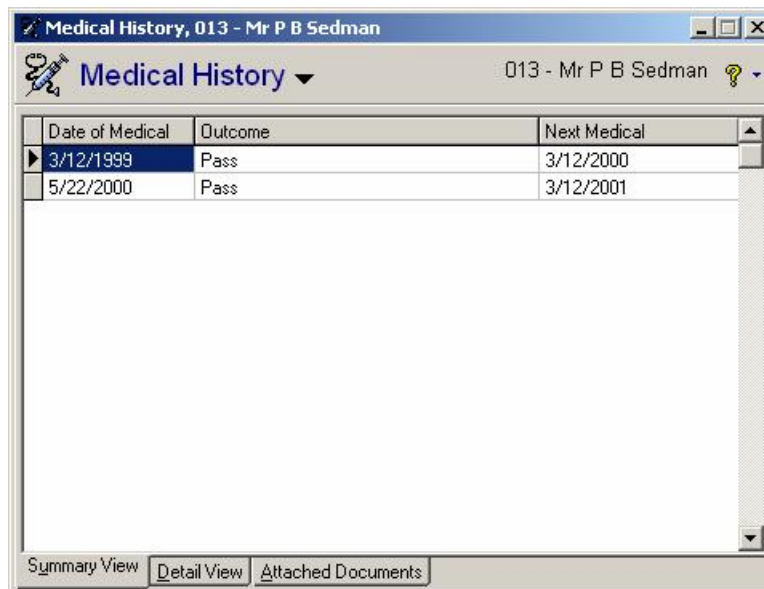 Medical History, 013 - Mr P B Sedman
Medical History 013 - Mr P B Sedman
Date of Medical Outcome Next Medical
3/12/1999 Pass 3/12/2000
5/22/2000 Pass 3/12/2001
Summary View Detail View Attached Documents